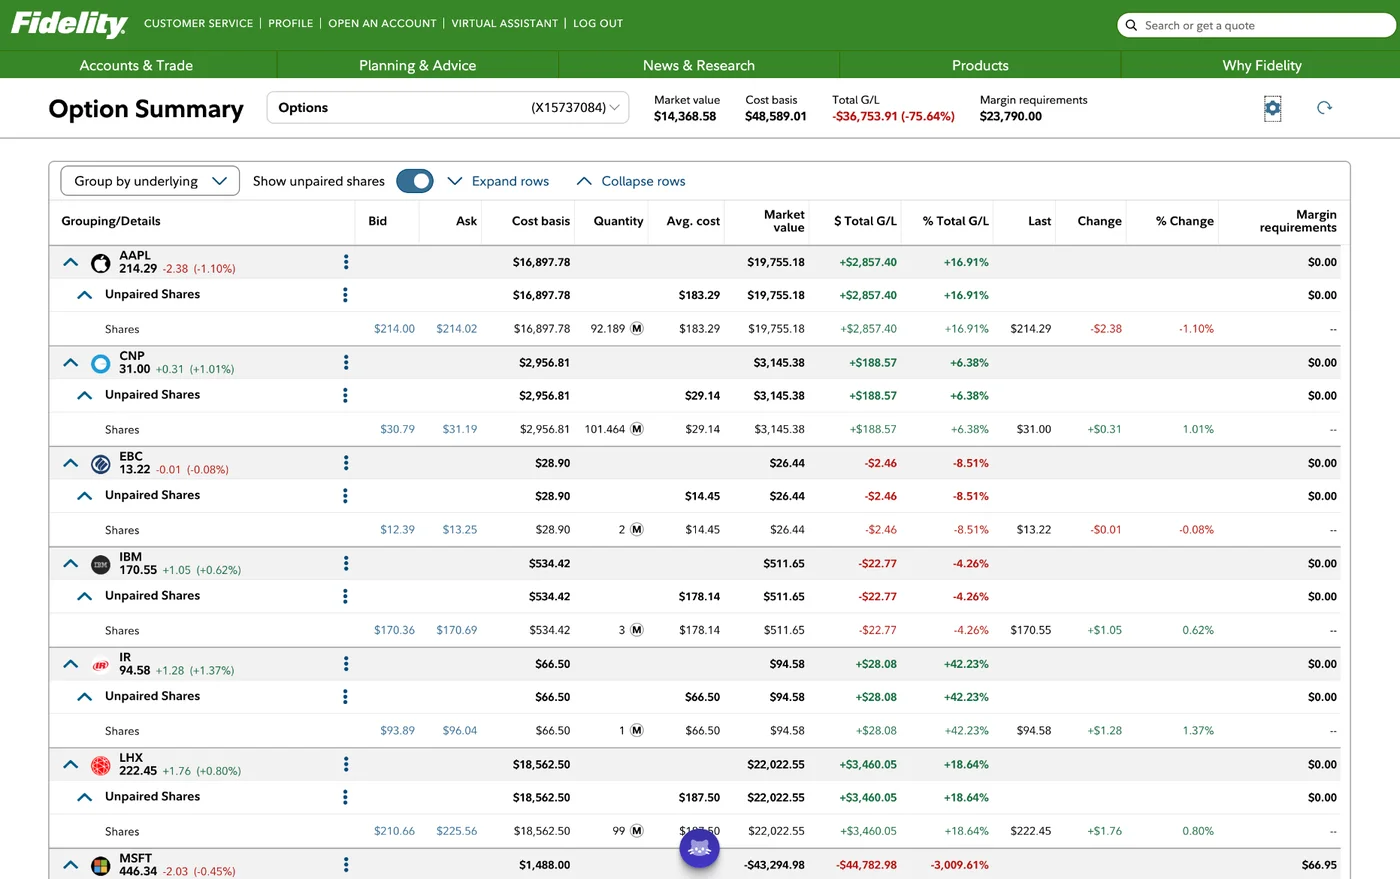 Fidelity
CUSTOMER SERVICE | PROFILE | OPEN AN ACCOUNT | VIRTUAL ASSISTANT | LOG OUT
Search or get a quote
Accounts & Trade Planning & Advice News & Research Products Why Fidelity
Option Summary
Options (X15737084)
Market value Cost basis Total G/L Margin requirements
$14,368.58 $48,589.01 -$36,753.91 (-75.64%) $23,790.00
Group by underlying Show unpaired shares Expand rows Collapse rows
Grouping/Details Bid Ask Cost basis Quantity Avg. cost Market value $ Total G/L % Total G/L Last Change % Change Margin requirements
AAPL
214.29 -2.38 (-1.10%) $16,897.78 $19,755.18 +$2,857.40 +16.91% $0.00
Unpaired Shares $16,897.78 $183.29 $19,755.18 +$2,857.40 +16.91% $0.00
Shares $214.00 $214.02 $16,897.78 92.189 M $183.29 $19,755.18 +$2,857.40 +16.91% $214.29 -$2.38 -1.10% --
CNP
31.00 +0.31 (+1.01%) $2,956.81 $3,145.38 +$188.57 +6.38% $0.00
Unpaired Shares $2,956.81 $29.14 $3,145.38 +$188.57 +6.38% $0.00
Shares $30.79 $31.19 $2,956.81 101.464 M $29.14 $3,145.38 +$188.57 +6.38% $31.00 +$0.31 1.01% --
EBC
13.22 -0.01 (-0.08%) $28.90 $26.44 -$2.46 -8.51% $0.00
Unpaired Shares $28.90 $14.45 $26.44 -$2.46 -8.51% $0.00
Shares $12.39 $13.25 $28.90 2 M $14.45 $26.44 -$2.46 -8.51% $13.22 -$0.01 -0.08% --
IBM
170.55 +1.05 (+0.62%) $534.42 $511.65 -$22.77 -4.26% $0.00
Unpaired Shares $534.42 $178.14 $511.65 -$22.77 -4.26% $0.00
Shares $170.36 $170.69 $534.42 3 M $178.14 $511.65 -$22.77 -4.26% $170.55 +$1.05 0.62% --
IR
94.58 +1.28 (+1.37%) $66.50 $94.58 +$28.08 +42.23% $0.00
Unpaired Shares $66.50 $66.50 $94.58 +$28.08 +42.23% $0.00
Shares $93.89 $96.04 $66.50 1 M $66.50 $94.58 +$28.08 +42.23% $94.58 +$1.28 1.37% --
LHX
222.45 +1.76 (+0.80%) $18,562.50 $22,022.55 +$3,460.05 +18.64% $0.00
Unpaired Shares $18,562.50 $187.50 $22,022.55 +$3,460.05 +18.64% $0.00
Shares $210.66 $225.56 $18,562.50 99 M $22,022.55 +$3,460.05 +18.64% $222.45 +$1.76 0.80% --
MSFT
446.34 -2.03 (-0.45%) $1,488.00 -$43,294.98 -$44,782.98 -3,009.61% $66.95